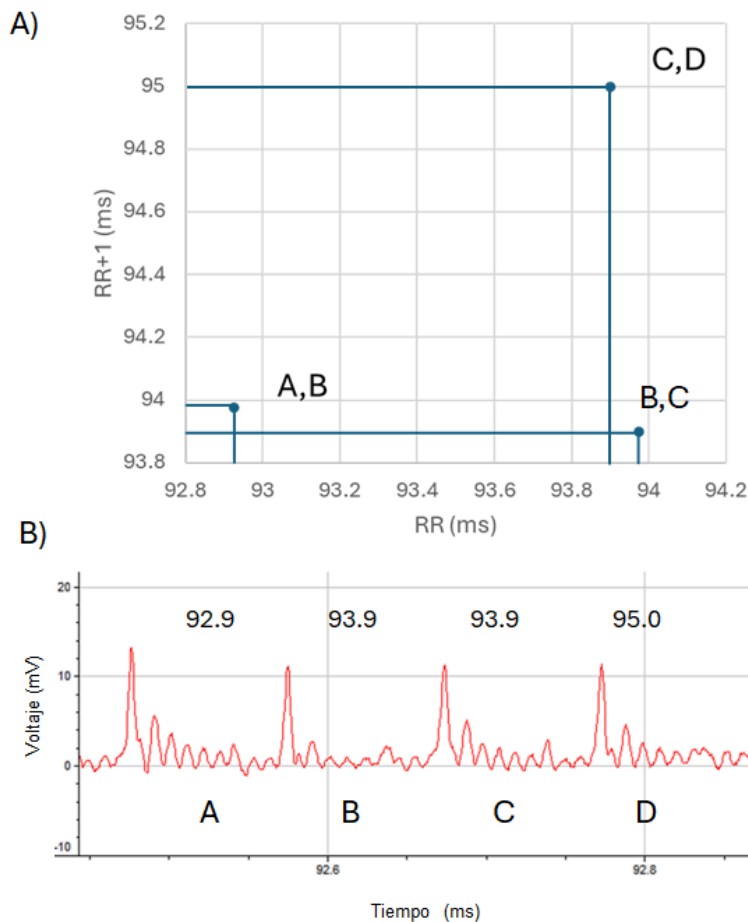 A)
95.2
95
94.8
94.6
94.4
94.2
94
93.8
RR+1 (ms)
C,D
A,B
B,C
92.8 93 93.2 93.4 93.6 93.8 94 94.2
RR (ms)
B)
20
10
0
-10
Voltaje (mV)
92.9 93.9 93.9 95.0
A B C D
92.6 92.8
Tiempo (ms)